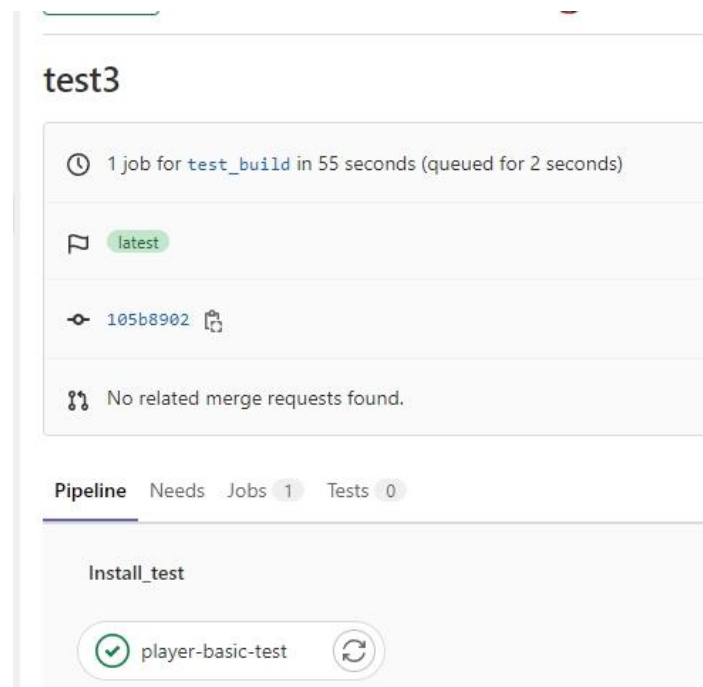 test3
1 job for test_build in 55 seconds (queued for 2 seconds)
latest
105b8902
No related merge requests found.
Pipeline Needs Jobs 1 Tests 0
Install_test
player-basic-test